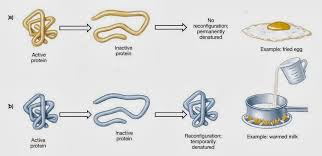 a)
Active
protein
Inactive
protein
No
reconfiguration;
permanently
denatured
Example: fried egg
b)
Active
protein
Inactive
protein
Reconfiguration;
temporarily
denatured
Example: warmed milk